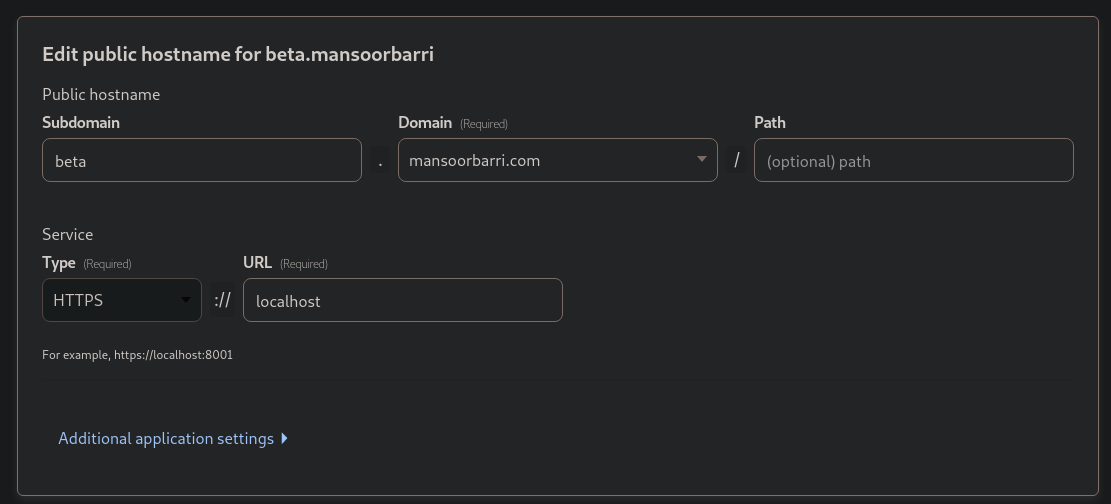 Edit public hostname for beta.mansoorbarri
Public hostname
Subdomain Domain (Required) Path
beta . mansoorbarri.com / (optional) path
Service
Type (Required) URL (Required)
HTTPS :// localhost
For example, https://localhost:8001
Additional application settings